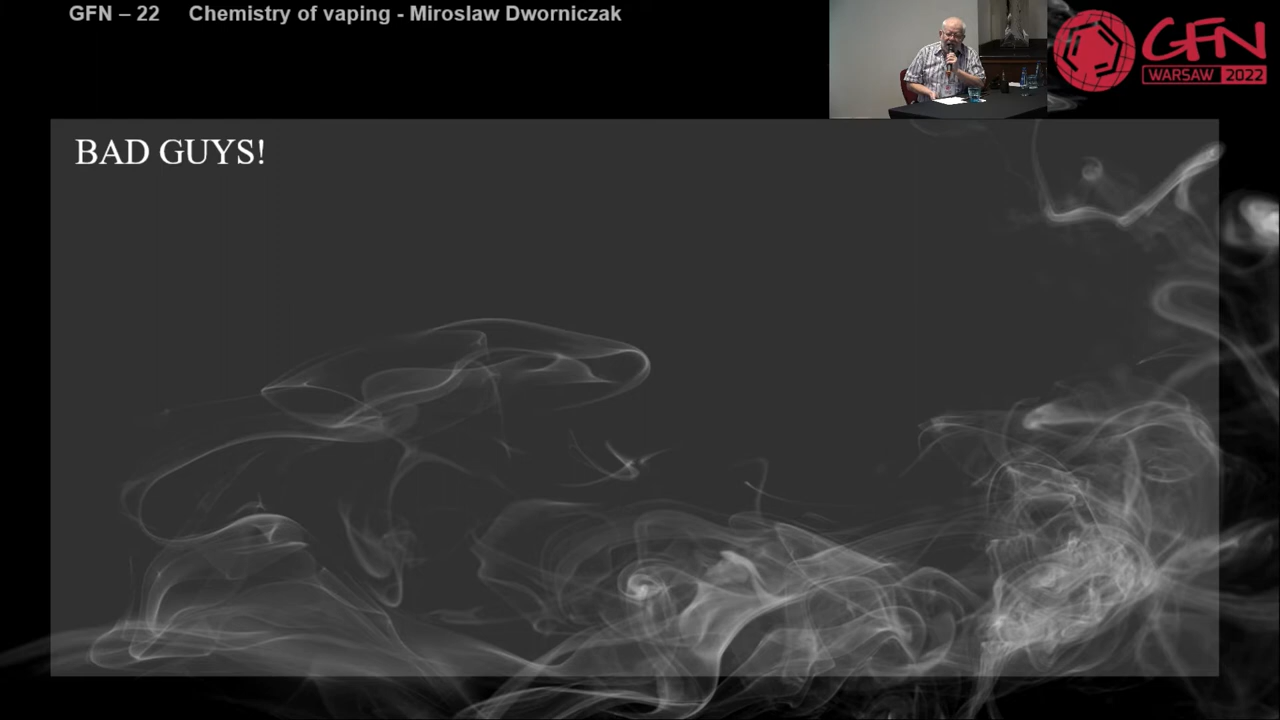 GFN – 22 Chemistry of vaping - Miroslaw Dworniczak
GFN
WARSAW 2022
BAD GUYS!